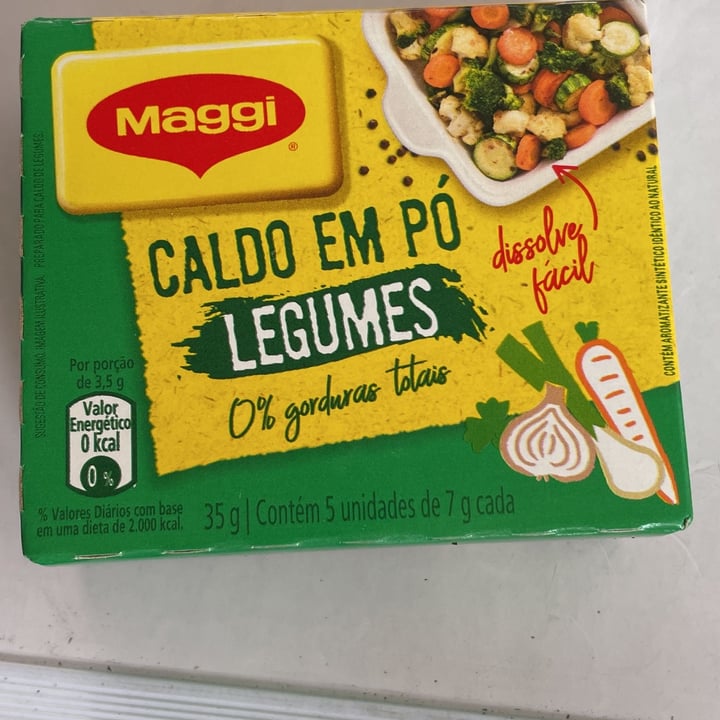 Maggi
®
CALDO EM PÓ
LEGUMES
0% gorduras totais
dissolve
fácil
Por porção
de 3,5 g
Valor
Energético
0 kcal
0 %
% Valores Diários com base
em uma dieta de 2.000 kcal.
35 g | Contém 5 unidades de 7 g cada
SUGESTÃO DE CONSUMO. IMAGEM ILUSTRATIVA PREPARADO PARA CALDO DE LEGUMES.
CONTÉM AROMATIZANTE SINTÉTICO IDÊNTICO AO NATURAL